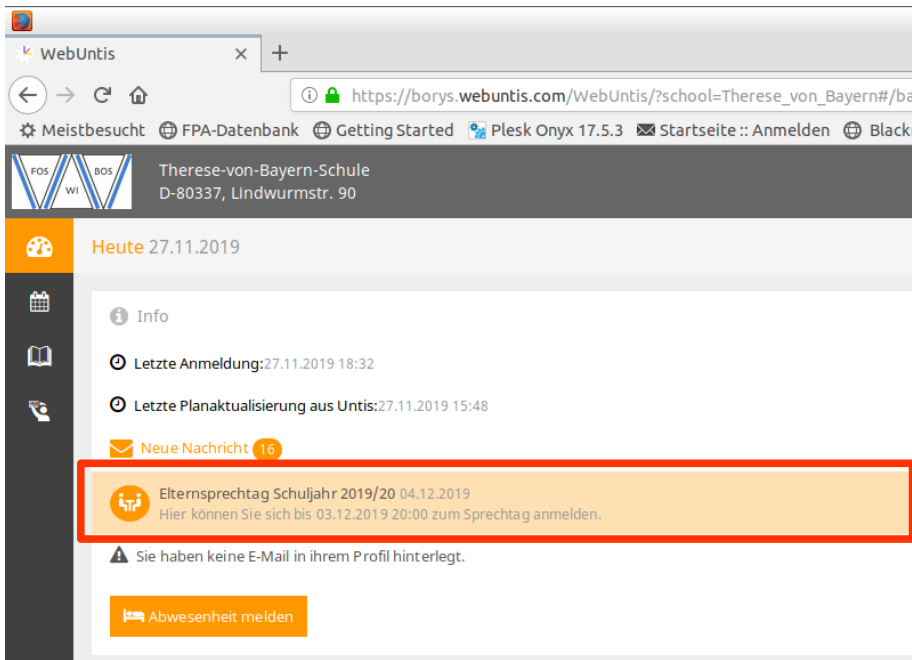 WebUntis
https://borys.webuntis.com/WebUntis/?school=Therese_von_Bayern#/ba
Meistbesucht FPA-Datenbank Getting Started Plesk Onyx 17.5.3 Startseite :: Anmelden
FOS WI BOS
Therese-von-Bayern-Schule
D-80337, Lindwurmstr. 90
Heute 27.11.2019
Info
Letzte Anmeldung:27.11.2019 18:32
Letzte Planaktualisierung aus Untis:27.11.2019 15:48
Neue Nachricht 16
Elternsprechtag Schuljahr 2019/20 04.12.2019
Hier können Sie sich bis 03.12.2019 20:00 zum Sprechtag anmelden.
Sie haben keine E-Mail in ihrem Profil hinterlegt.
Abwesenheit melden